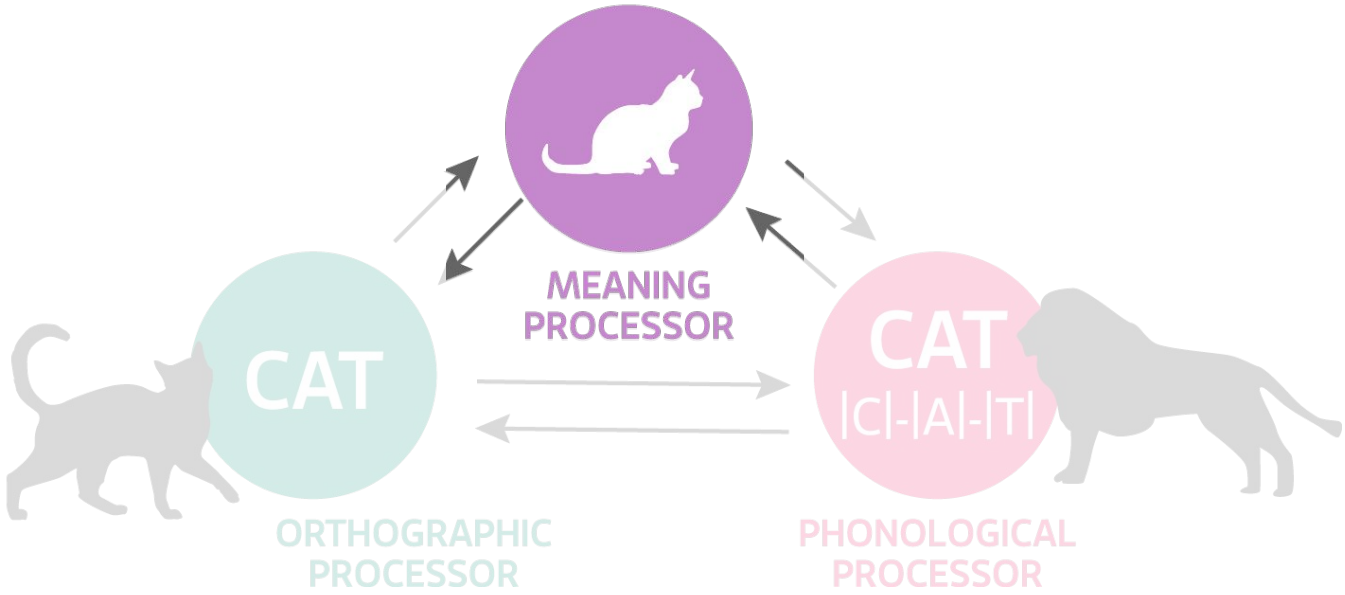 MEANING
PROCESSOR
CAT
CAT
|C|-|A|-|T|
ORTHOGRAPHIC
PROCESSOR
PHONOLOGICAL
PROCESSOR